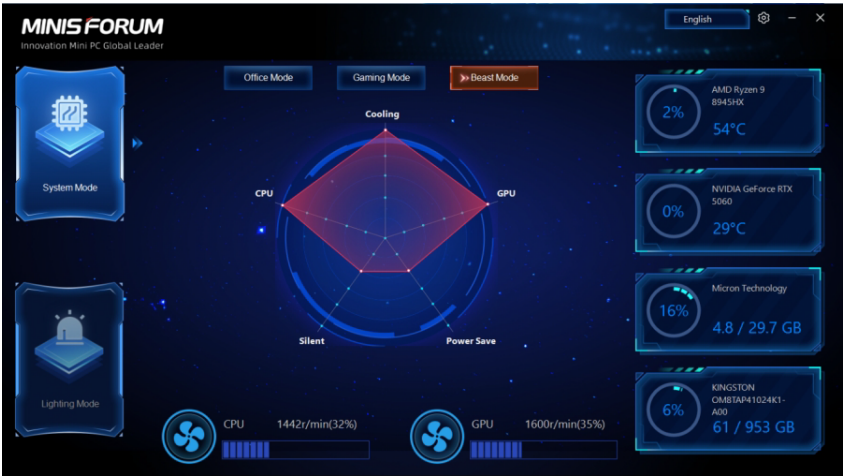 MINISFORUM
Innovation Mini PC Global Leader
English
Office Mode
Gaming Mode
Beast Mode
System Mode
Lighting Mode
Cooling
CPU
GPU
Silent
Power Save
2%
AMD Ryzen 9
8945HX
54°C
0%
NVIDIA GeForce RTX
5060
29°C
16%
Micron Technology
4.8 / 29.7 GB
6%
KINGSTON
OM8TAP41024K1-
A00
61 / 953 GB
CPU 1442r/min(32%)
GPU 1600r/min(35%)